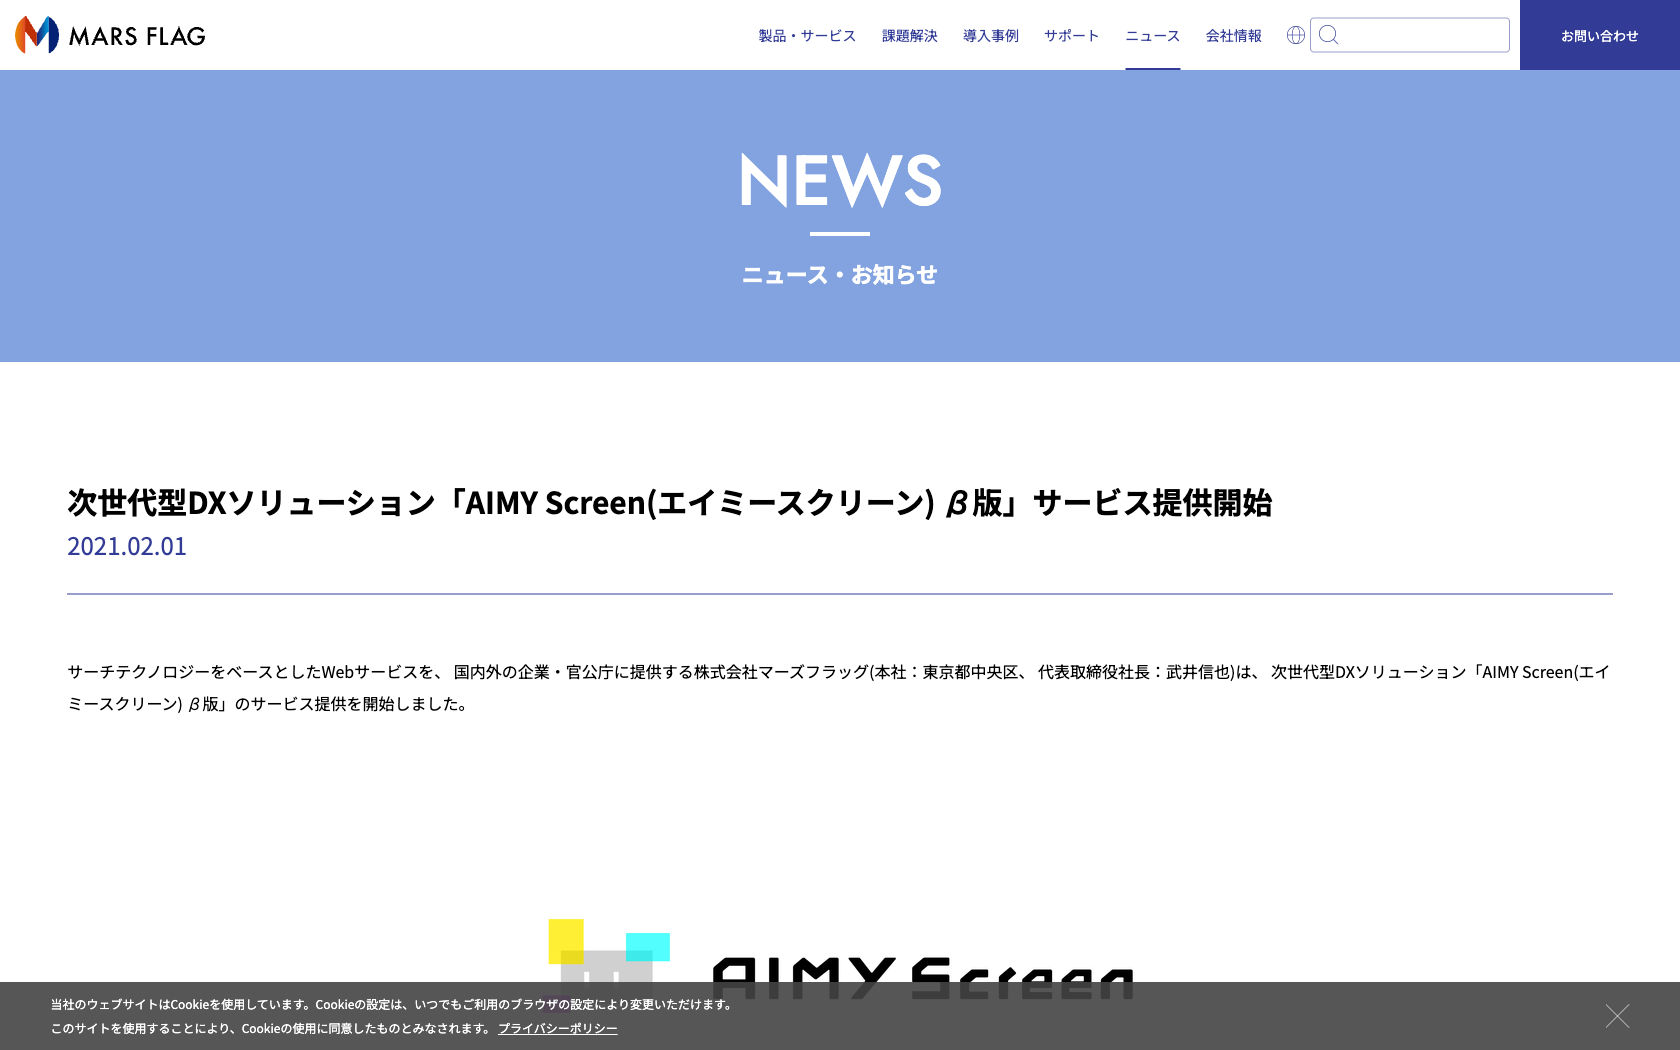 MARS FLAG
製品・サービス
課題解決
導入事例
サポート
ニュース
会社情報
お問い合わせ
NEWS
ニュース・お知らせ
次世代型DXソリューション「AIMY Screen(エイミースクリーン) β版」サービス提供開始
2021.02.01
サーチテクノロジーをベースとしたWebサービスを、 国内外の企業・官公庁に提供する株式会社マーズフラッグ(本社：東京都中央区、 代表取締役社長：武井信也)は、 次世代型DXソリューション「AIMY Screen(エイ
ミースクリーン) β版」のサービス提供を開始しました。
AIMY Screen
当社のウェブサイトはCookieを使用しています。Cookieの設定は、いつでもご利用のブラウザの設定により変更いただけます。
このサイトを使用することにより、Cookieの使用に同意したものとみなされます。 プライバシーポリシー